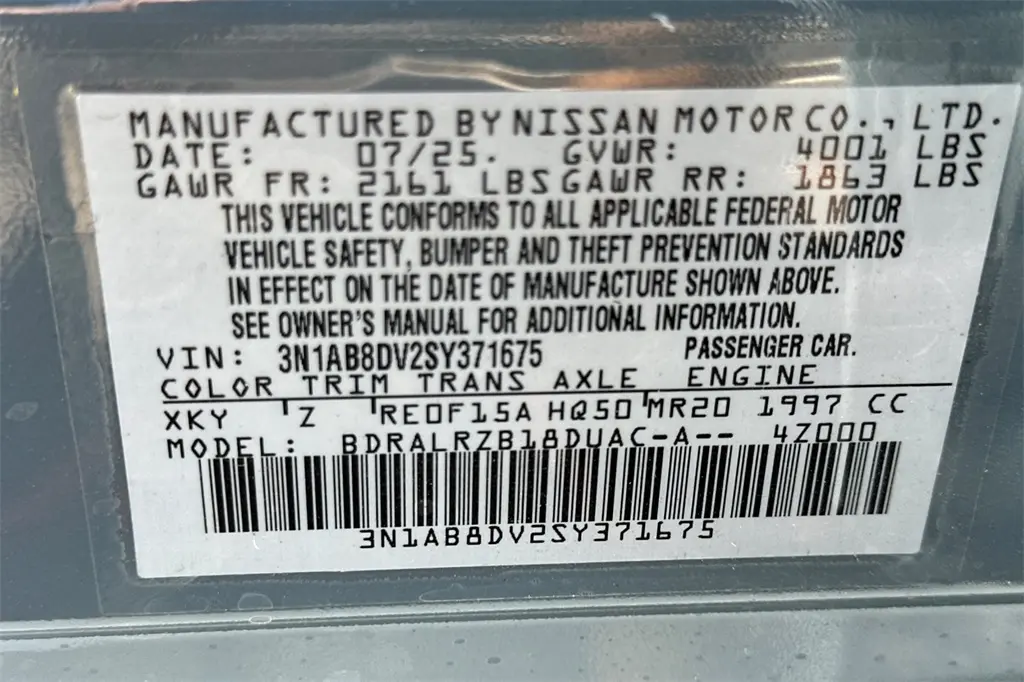 MANUFACTURED BY NISSAN MOTOR CO., LTD.
DATE: 07/25. GVWR: 4001 LBS
GAWR FR: 2161 LBS GAWR RR: 1863 LBS
THIS VEHICLE CONFORMS TO ALL APPLICABLE FEDERAL MOTOR
VEHICLE SAFETY, BUMPER AND THEFT PREVENTION STANDARDS
IN EFFECT ON THE DATE OF MANUFACTURE SHOWN ABOVE.
SEE OWNER'S MANUAL FOR ADDITIONAL INFORMATION.
VIN: 3N1AB8DV2SY371675 PASSENGER CAR.
COLOR TRIM TRANS AXLE ENGINE
XKY Z RE0F15A HQ50 MR20 1997 CC
MODEL: BDRALRZB18DUAC-A-- 4Z000
3N1AB8DV2SY371675